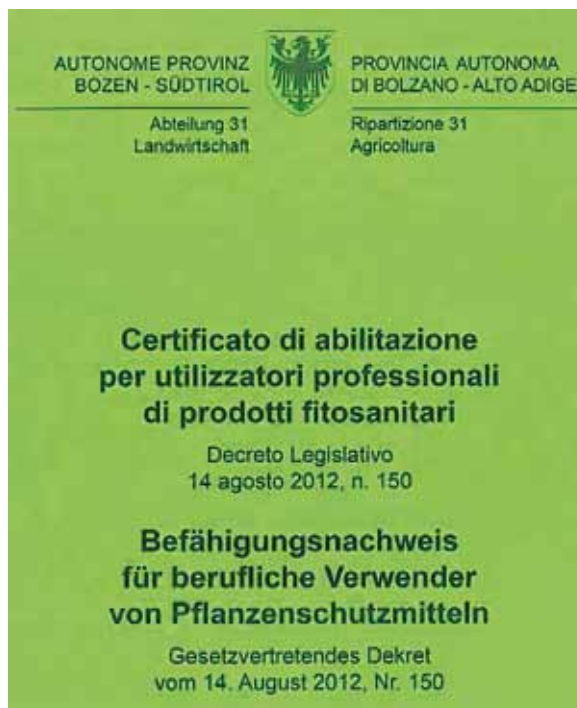 AUTONOME PROVINZ
BOZEN - SÜDTIROL
Abteilung 31
Landwirtschaft
PROVINCIA AUTONOMA
DI BOLZANO - ALTO ADIGE
Ripartizione 31
Agricoltura
Certificato di abilitazione
per utilizzatori professionali
di prodotti fitosanitari
Decreto Legislativo
14 agosto 2012, n. 150
Befähigungsnachweis
für berufliche Verwender
von Pflanzenschutzmitteln
Gesetzvertretendes Dekret
vom 14. August 2012, Nr. 150